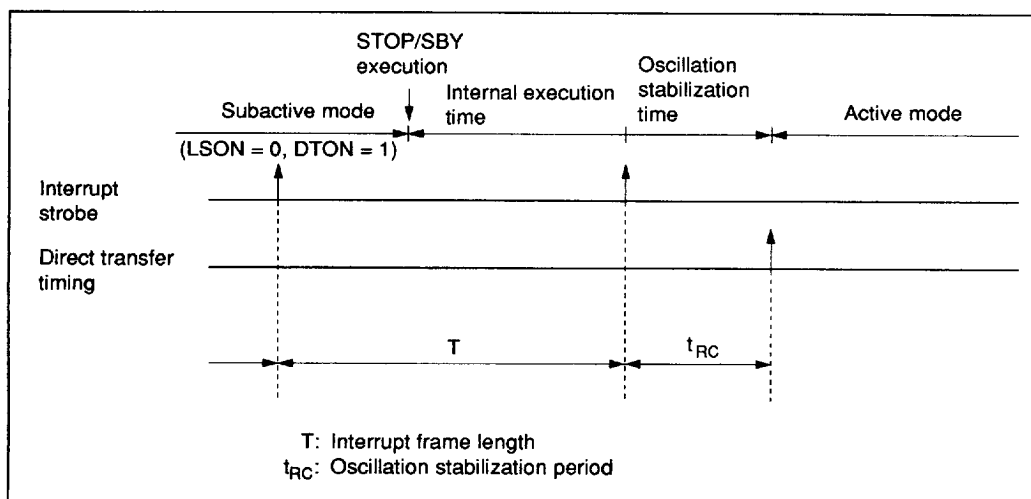 STOP/SBY
execution
Oscillation
stabilization
time
Internal execution
time
Subactive mode
Active mode
(LSON = 0, DTON = 1)
Interrupt
strobe
Direct transfer
timing
T
tRC
T: Interrupt frame length
tRC: Oscillation stabilization period